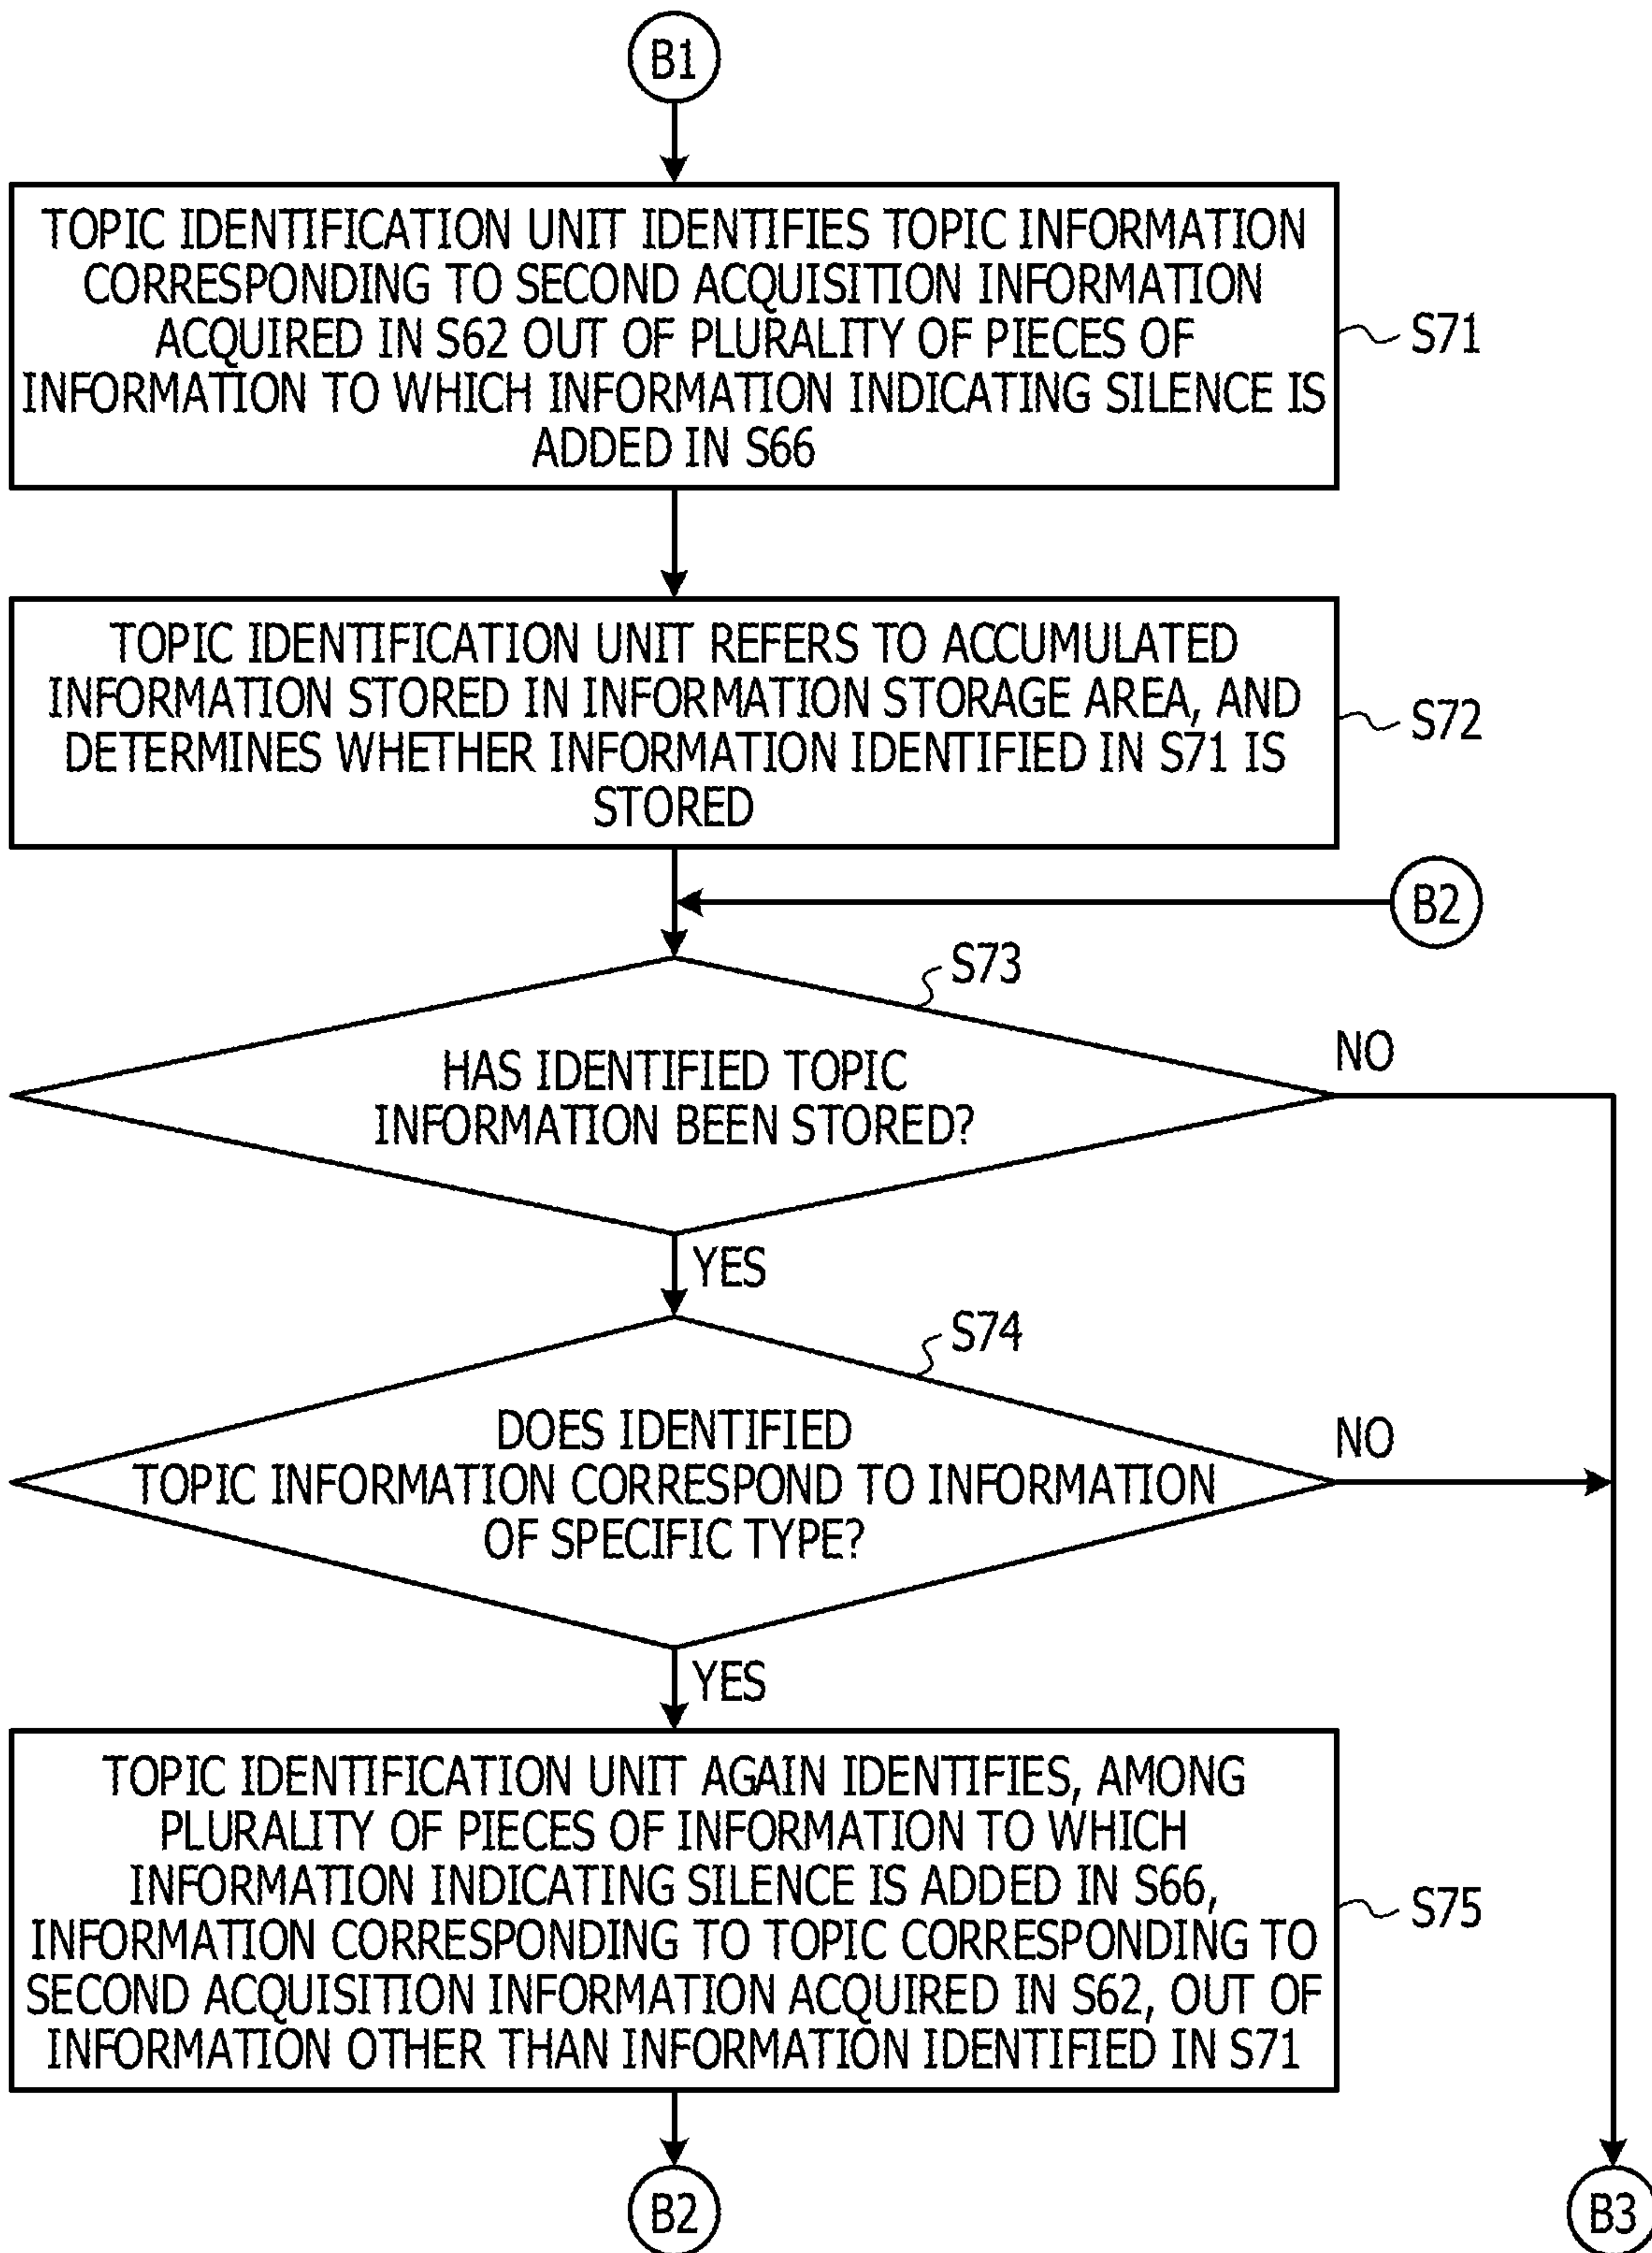 B1
TOPIC IDENTIFICATION UNIT IDENTIFIES TOPIC INFORMATION
CORRESPONDING TO SECOND ACQUISITION INFORMATION
ACQUIRED IN S62 OUT OF PLURALITY OF PIECES OF
INFORMATION TO WHICH INFORMATION INDICATING SILENCE IS
ADDED IN S66
S71
TOPIC IDENTIFICATION UNIT REFERS TO ACCUMULATED
INFORMATION STORED IN INFORMATION STORAGE AREA, AND
DETERMINES WHETHER INFORMATION IDENTIFIED IN S71 IS
STORED
S72
B2
S73
HAS IDENTIFIED TOPIC
INFORMATION BEEN STORED?
NO
YES
S74
DOES IDENTIFIED
TOPIC INFORMATION CORRESPOND TO INFORMATION
OF SPECIFIC TYPE?
NO
YES
TOPIC IDENTIFICATION UNIT AGAIN IDENTIFIES, AMONG
PLURALITY OF PIECES OF INFORMATION TO WHICH
INFORMATION INDICATING SILENCE IS ADDED IN S66,
INFORMATION CORRESPONDING TO TOPIC CORRESPONDING TO
SECOND ACQUISITION INFORMATION ACQUIRED IN S62, OUT OF
INFORMATION OTHER THAN INFORMATION IDENTIFIED IN S71
S75
B2
B3